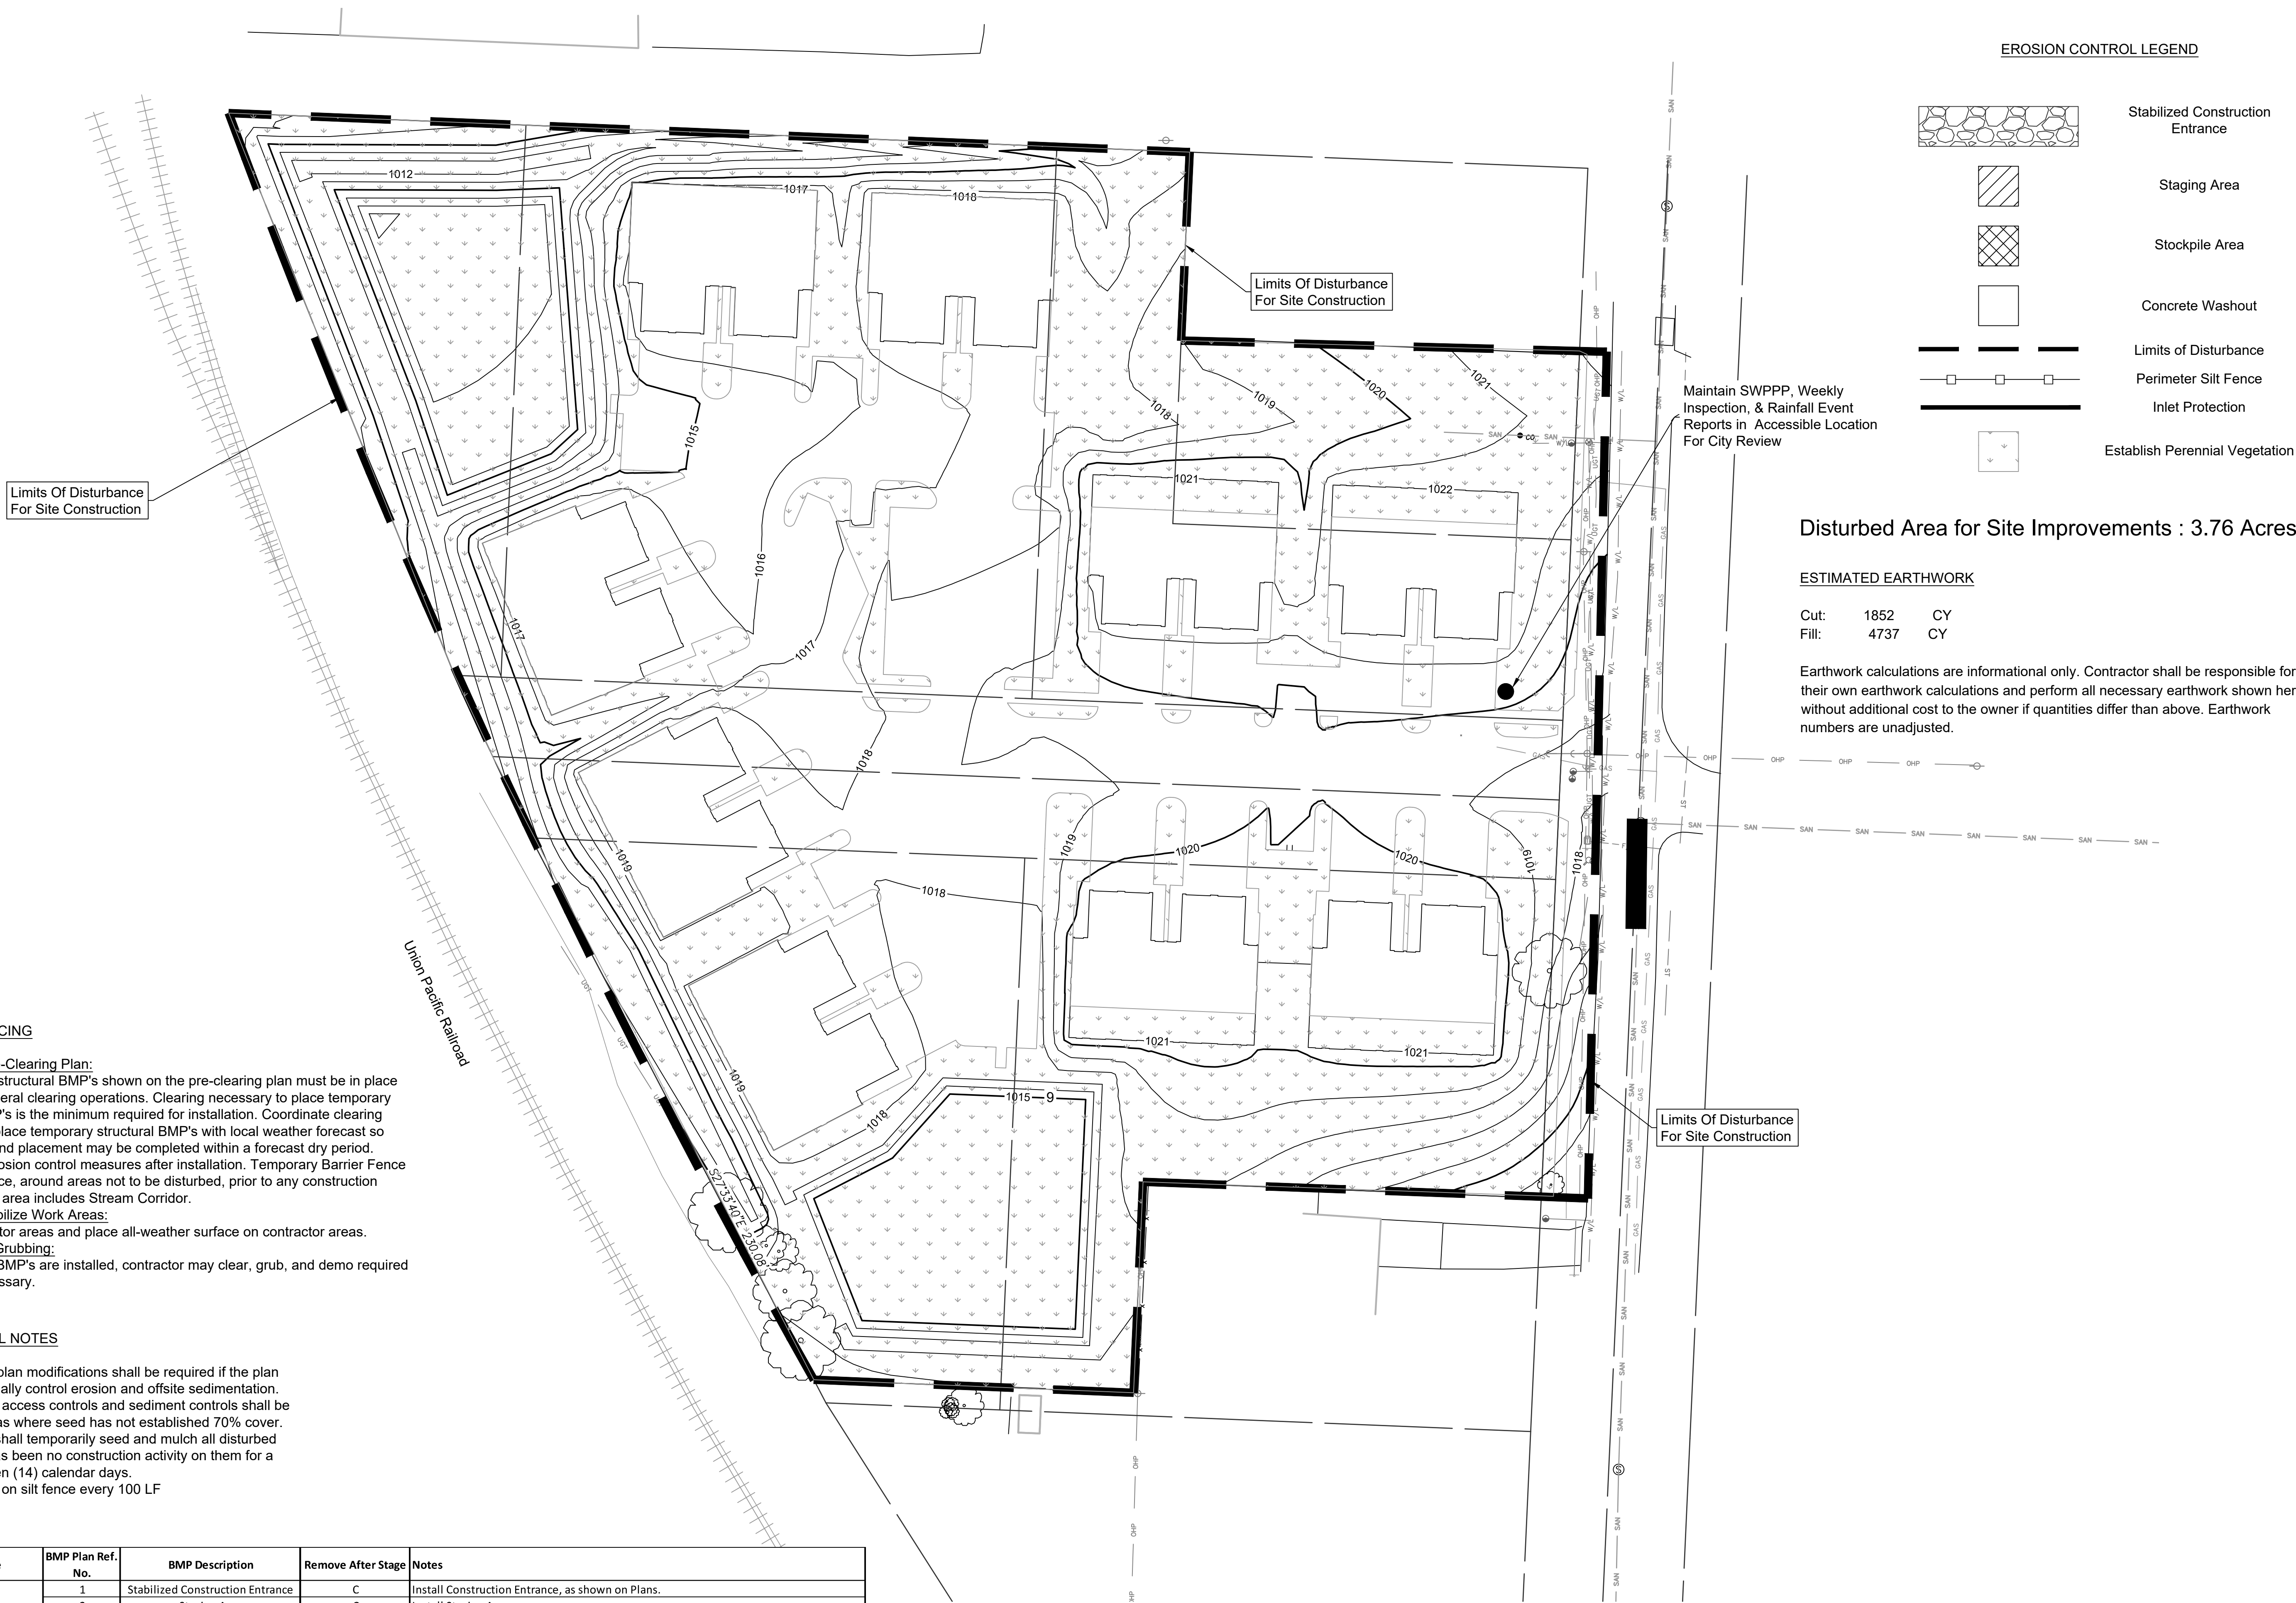 EROSION CONTROL LEGEND
Stabilized Construction
Entrance
Staging Area
Stockpile Area
Concrete Washout
Limits of Disturbance
Perimeter Silt Fence
Inlet Protection
Establish Perennial Vegetation
Maintain SWPPP, Weekly
Inspection, & Rainfall Event
Reports in Accessible Location
For City Review
Disturbed Area for Site Improvements : 3.76 Acres
ESTIMATED EARTHWORK
Cut: 1852 CY
Fill: 4737 CY
Earthwork calculations are informational only. Contractor shall be responsible for
their own earthwork calculations and perform all necessary earthwork shown her
without additional cost to the owner if quantities differ than above. Earthwork
numbers are unadjusted.
Limits Of Disturbance
For Site Construction
Limits Of Disturbance
For Site Construction
Limits Of Disturbance
For Site Construction
1012
1017
1018
1015
1018
1019
1020
1021
1021
1022
1016
1017
1017
1018
1019
1019
1020
1020
1019
1018
1018
1021
1021
1019
1018
1015
9
S27°33'40"E 230.08'
Union Pacific Railroad
CING
-Clearing Plan:
structural BMP's shown on the pre-clearing plan must be in place
eral clearing operations. Clearing necessary to place temporary
P's is the minimum required for installation. Coordinate clearing
place temporary structural BMP's with local weather forecast so
nd placement may be completed within a forecast dry period.
osion control measures after installation. Temporary Barrier Fence
ce, around areas not to be disturbed, prior to any construction
area includes Stream Corridor.
bilize Work Areas:
tor areas and place all-weather surface on contractor areas.
Grubbing:
BMP's are installed, contractor may clear, grub, and demo required
ssary.
L NOTES
plan modifications shall be required if the plan
ally control erosion and offsite sedimentation.
access controls and sediment controls shall be
as where seed has not established 70% cover.
shall temporarily seed and mulch all disturbed
s been no construction activity on them for a
en (14) calendar days.
on silt fence every 100 LF
BMP Plan Ref. No. BMP Description Remove After Stage Notes
1 Stabilized Construction Entrance C Install Construction Entrance, as shown on Plans.